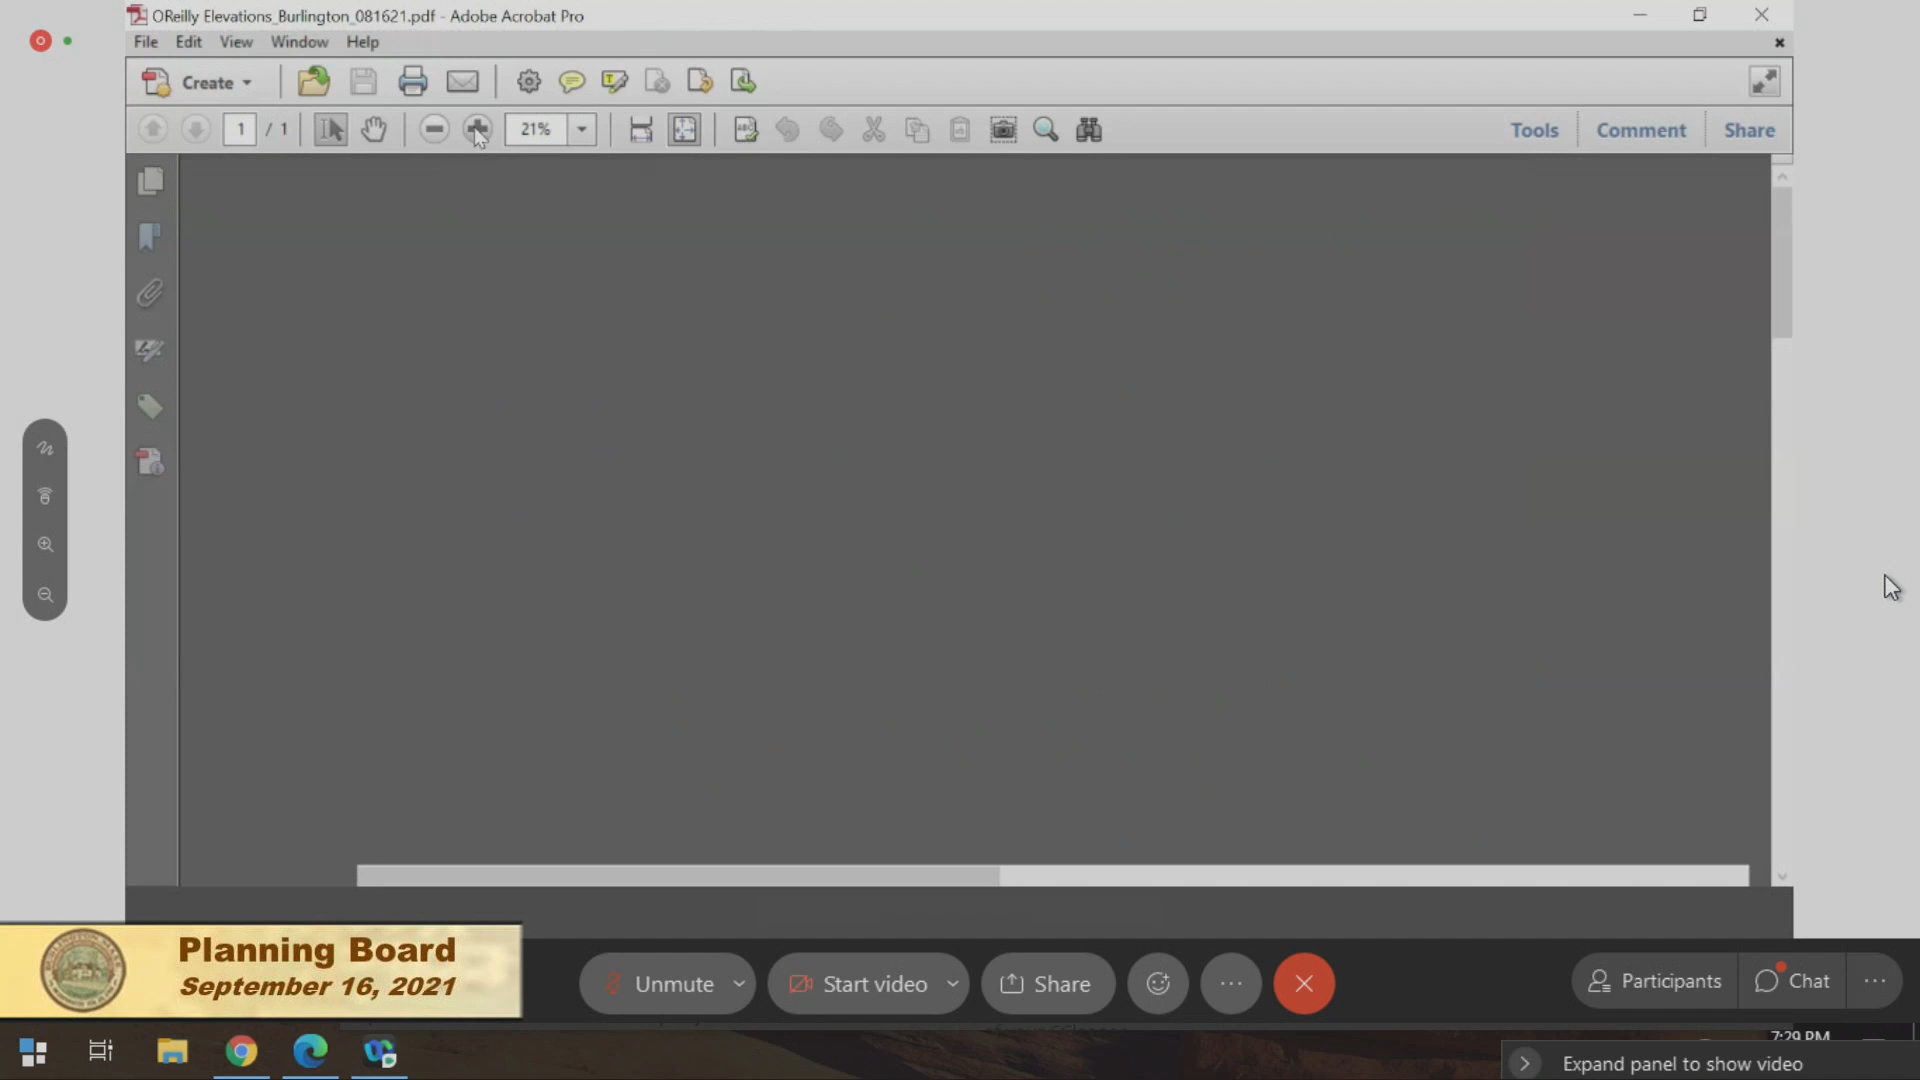 OReilly Elevations_Burlington_081621.pdf - Adobe Acrobat Pro
File Edit View Window Help
Create
1 / 1
21%
Tools Comment Share
Planning Board
September 16, 2021
Unmute
Start video
Share
Participants
Chat
7:29 PM
Expand panel to show video